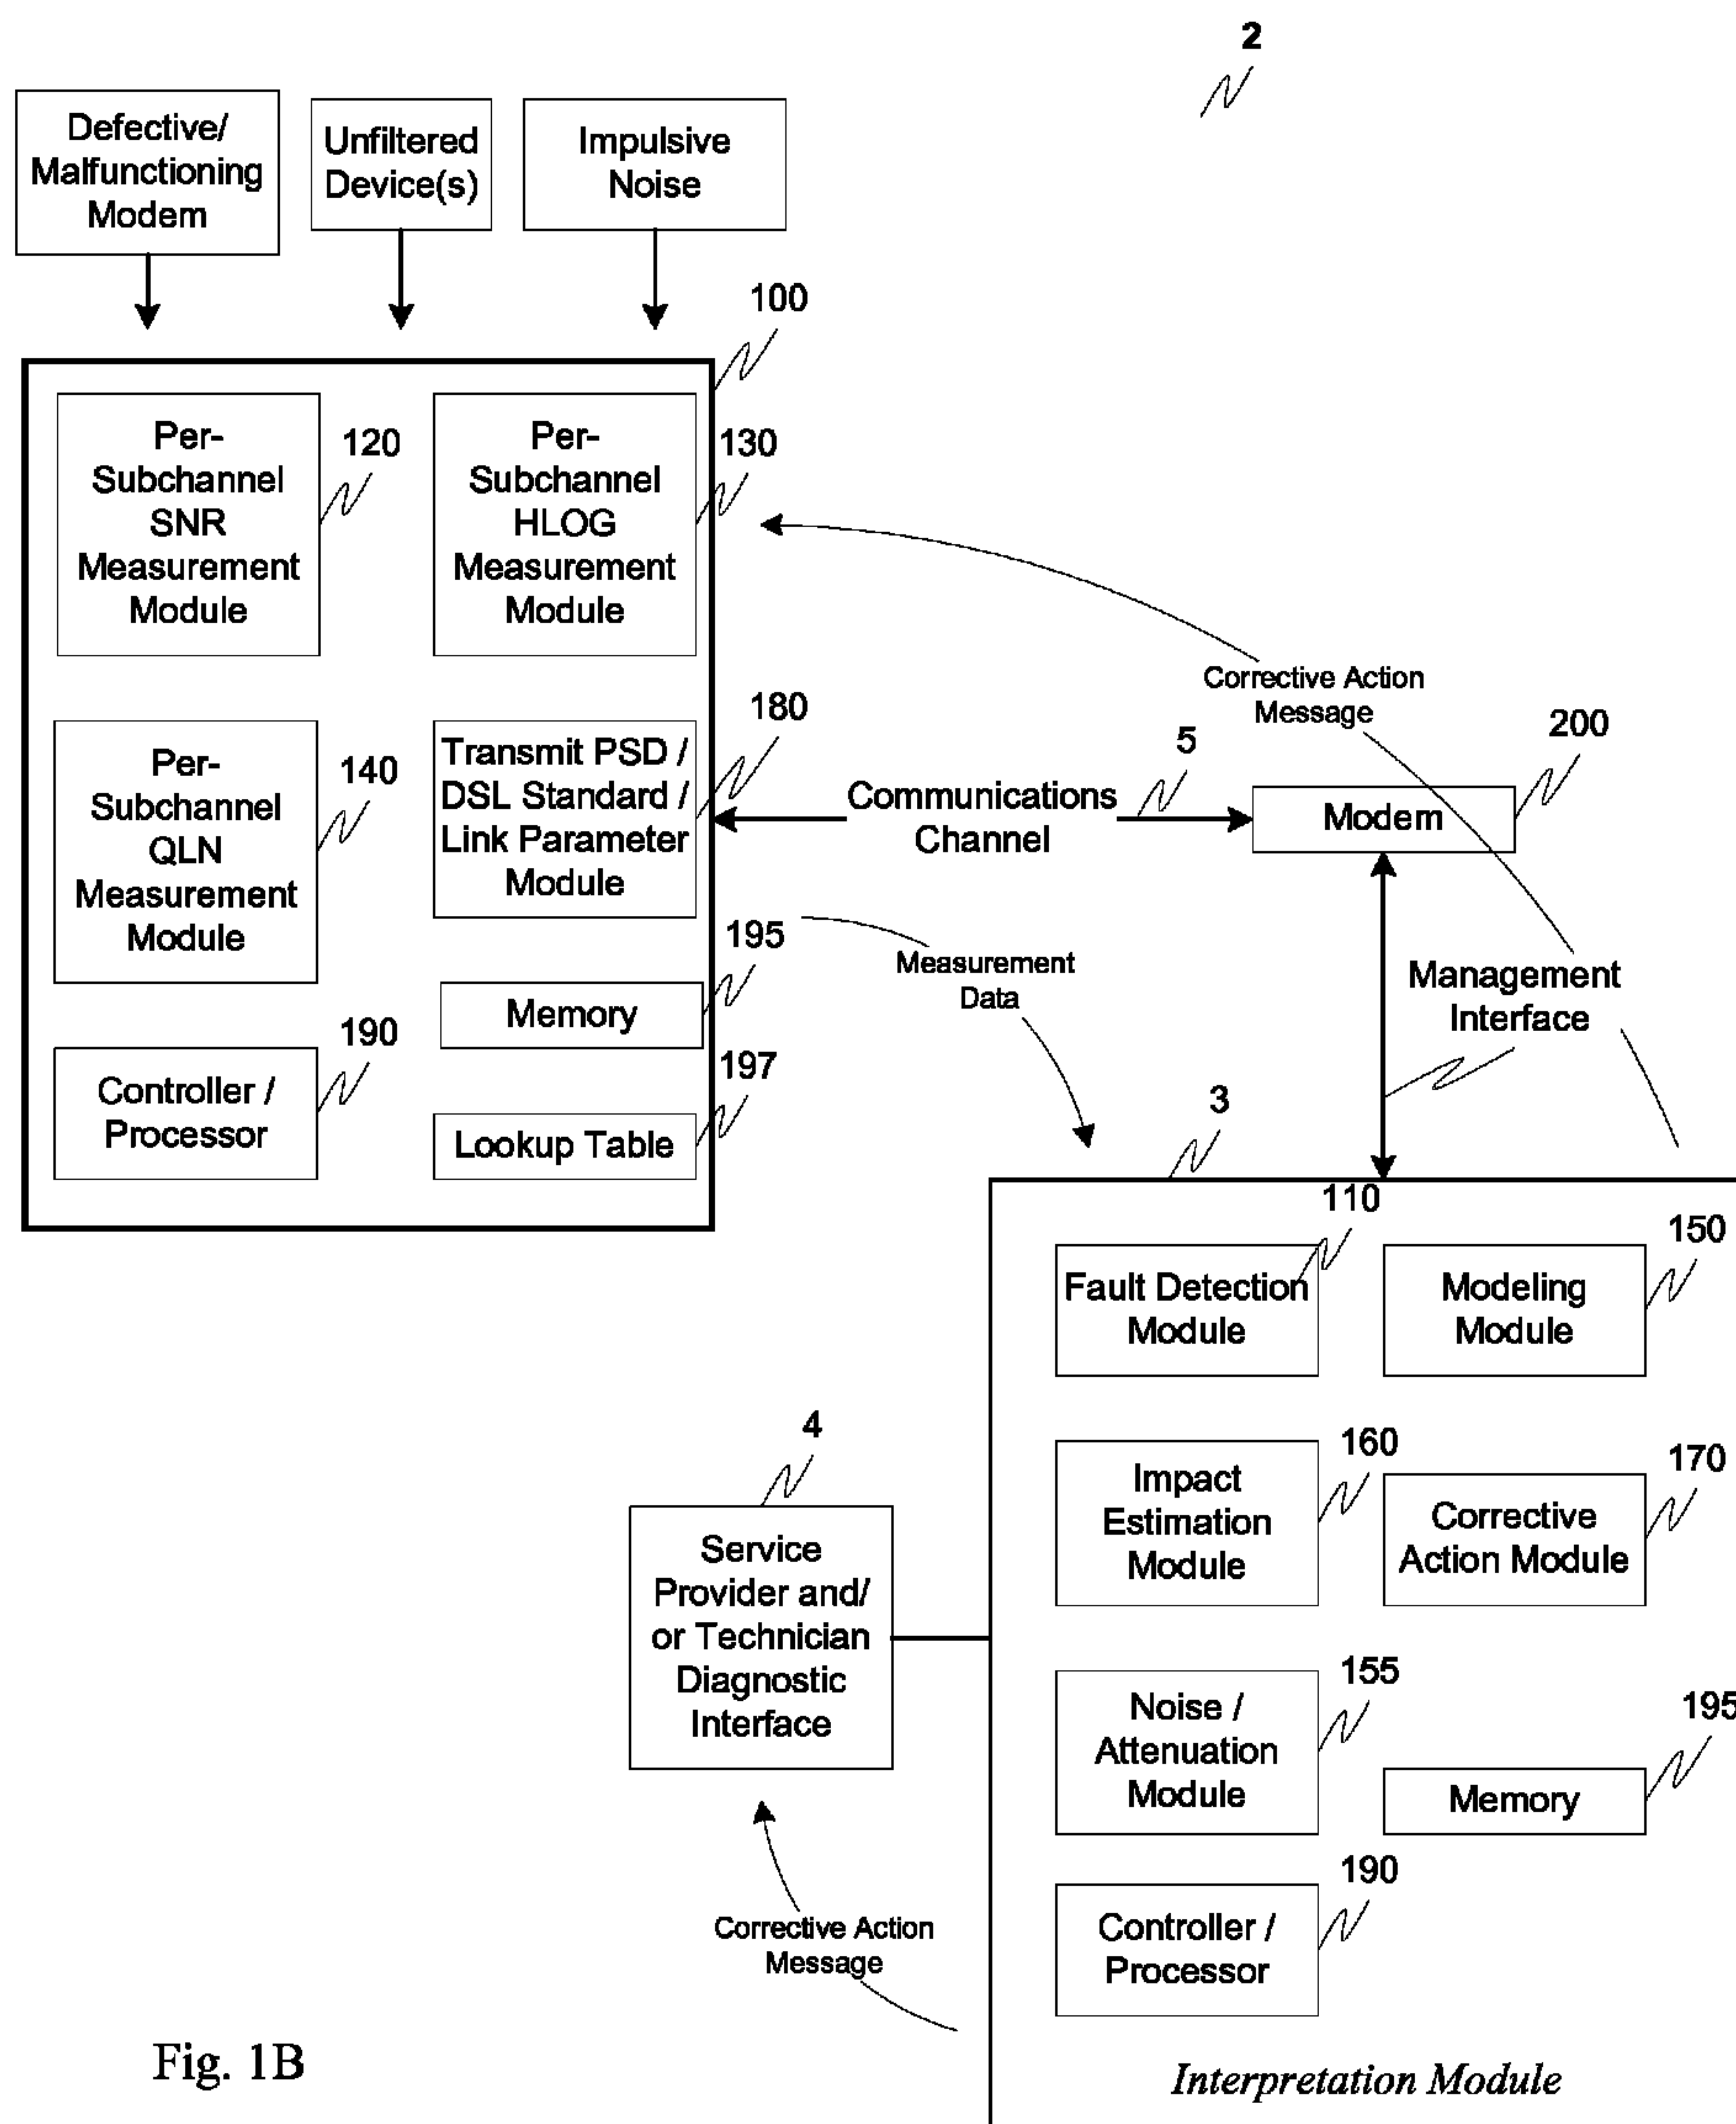 2
Defective/
Malfunctioning
Modem
Unfiltered
Device(s)
Impulsive
Noise
100
Per-
Subchannel
SNR
Measurement
Module
120
Per-
Subchannel
HLOG
Measurement
Module
130
Per-
Subchannel
QLN
Measurement
Module
140
Transmit PSD /
DSL Standard /
Link Parameter
Module
180
Memory
195
Controller /
Processor
190
Lookup Table
197
Communications
Channel
5
Corrective Action
Message
Modem
200
Measurement
Data
Management
Interface
3
110
Fault Detection
Module
150
Modeling
Module
160
Impact
Estimation
Module
170
Corrective
Action Module
4
Service
Provider and/
or Technician
Diagnostic
Interface
155
Noise /
Attenuation
Module
195
Memory
190
Controller /
Processor
Corrective Action
Message
Interpretation Module
Fig. 1B